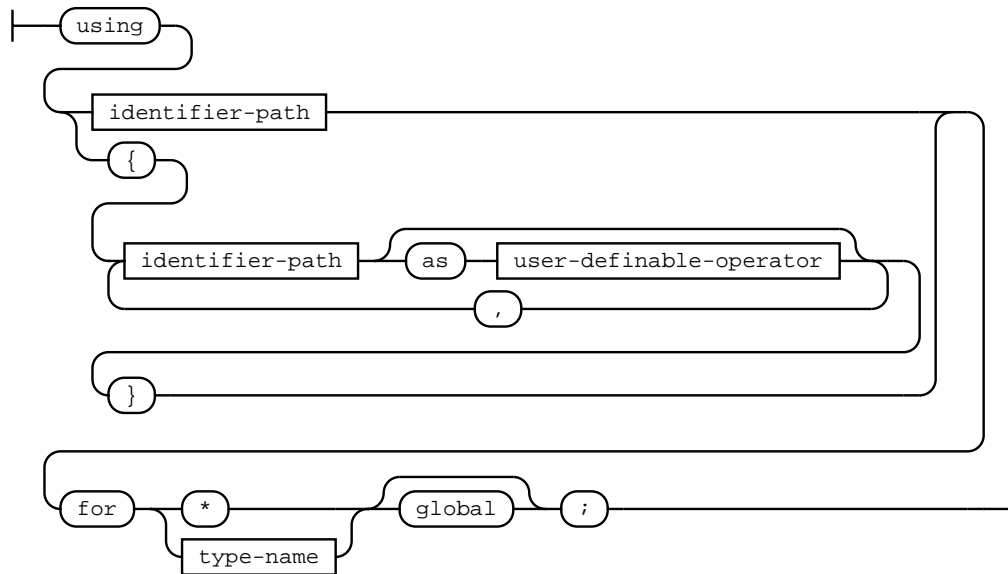 using
identifier-path
{
identifier-path as user-definable-operator
,
}
for * global ;
type-name